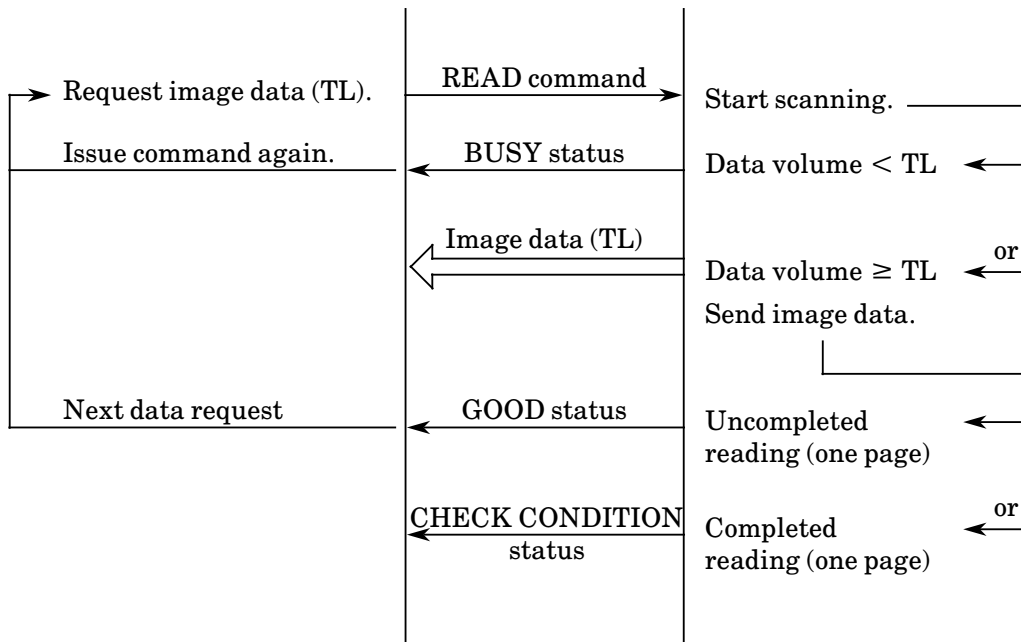 Request image data (TL).
READ command
Start scanning.
Issue command again.
BUSY status
Data volume < TL
Image data (TL)
or
Data volume ≥ TL
Send image data.
Next data request
GOOD status
Uncompleted
reading (one page)
CHECK CONDITION
status
or
Completed
reading (one page)